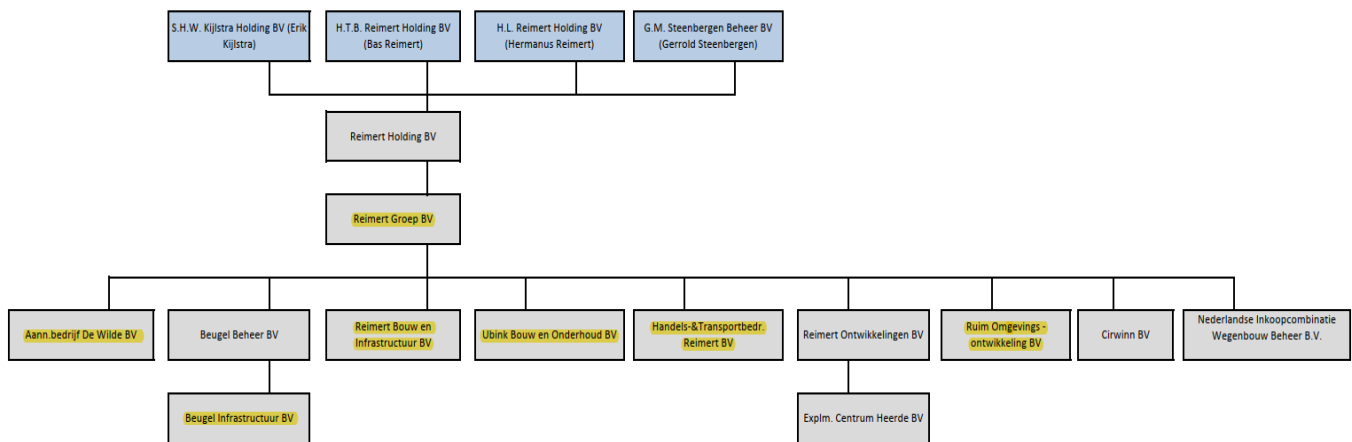 S.H.W. Kijlstra Holding BV (Erik
Kijlstra)
H.T.B. Reimert Holding BV
(Bas Reimert)
H.L. Reimert Holding BV
(Hermanus Reimert)
G.M. Steenbergen Beheer BV
(Gerrold Steenbergen)
Reimert Holding BV
Reimert Groep BV
Aann.bedrijf De Wilde BV
Beugel Beheer BV
Reimert Bouw en
Infrastructuur BV
Ubink Bouw en Onderhoud BV
Handels-&Transportbedr.
Reimert BV
Reimert Ontwikkelingen BV
Ruim Omgevings -
ontwikkeling BV
Cirwinn BV
Nederlandse Inkoopcombinatie
Wegenbouw Beheer B.V.
Beugel Infrastructuur BV
Explm. Centrum Heerde BV